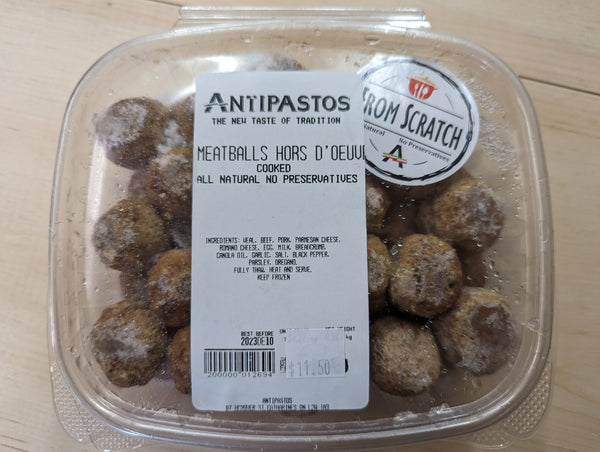 ANTIPASTOS
THE NEW TASTE OF TRADITION
MEATBALLS HORS D'OEUV
COOKED
ALL NATURAL NO PRESERVATIVES
FROM SCRATCH
Natural No Preservatives
A
INGREDIENTS: VEAL, BEEF, PORK, PARMESAN CHEESE,
ROMANO CHEESE, EGG, MILK, BREADCRUMB,
CANOLA OIL, GARLIC, SALT, BLACK PEPPER,
PARSLEY, OREGANO.
FULLY THAW, HEAT AND SERVE.
KEEP FROZEN
BEST BEFORE
2023DE10
kg
$11.50
200000 012694
ANTIPASTOS
ST CATHARINES ON